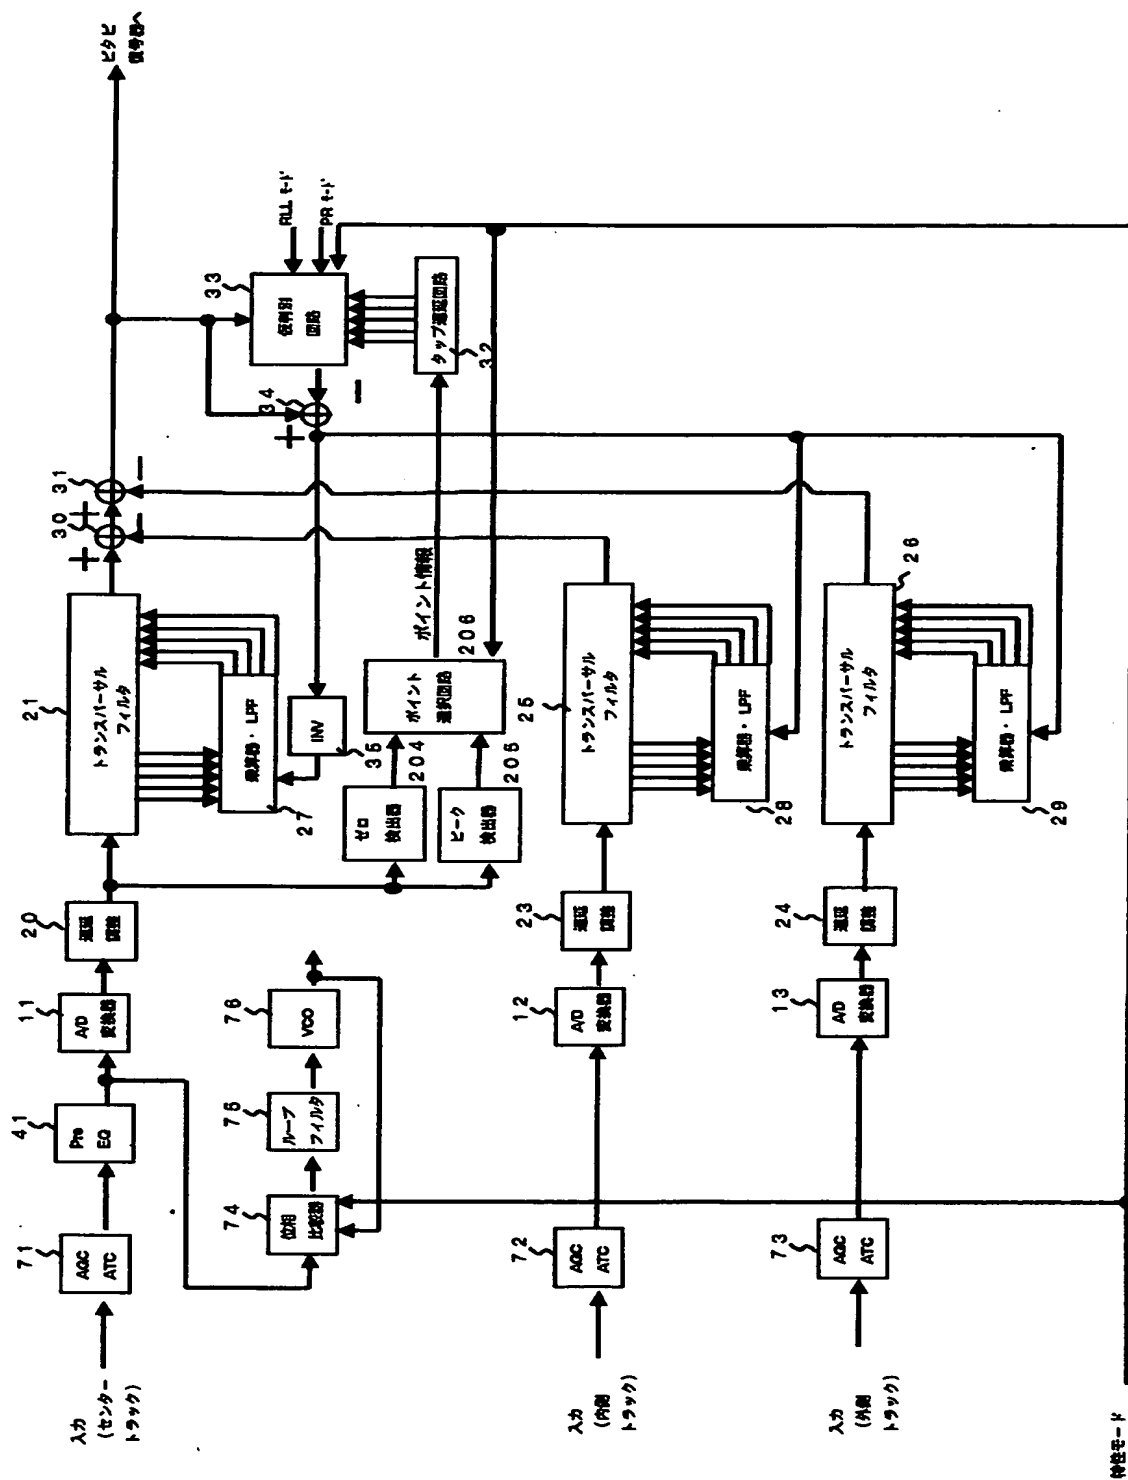 入力
(センター
トラック)
71
AGC
ATC
41
Pre
EQ
11
A/D
変換器
20
遅延
調整
21
トランスバーサル
フィルタ
27
乗算器・LPF
30
+
-
31
+
-
ビタビ
復号器へ
74
位相
比較器
76
ループ
フィルタ
76
VCO
35
INV
34
+
-
33
仮判別
回路
RLL モード
PR モード
32
タップ遅延回路
204
ゼロ
検出器
205
ピーク
検出器
206
ポイント
選択回路
ポイント情報
入力
(内側
トラック)
72
AGC
ATC
12
A/D
変換器
23
遅延
調整
25
トランスバーサル
フィルタ
28
乗算器・LPF
入力
(外側
トラック)
73
AGC
ATC
13
A/D
変換器
24
遅延
調整
26
トランスバーサル
フィルタ
29
乗算器・LPF
特性モード